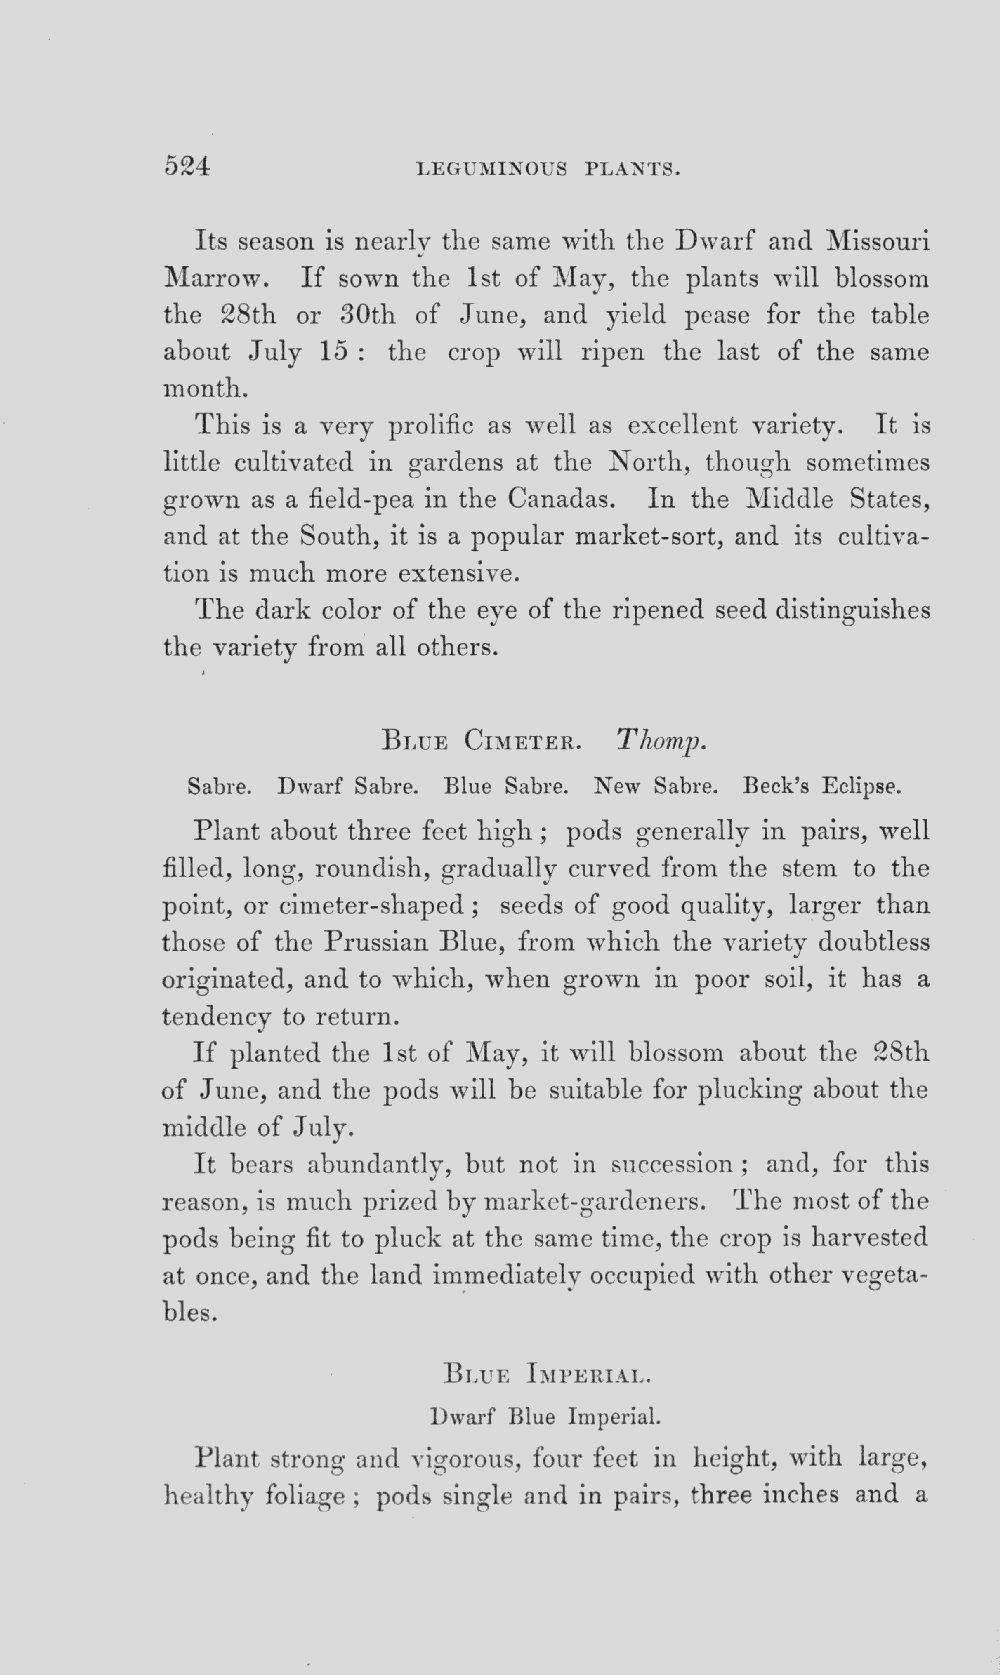 524 LEGUMINOUS PLANTS.
Its season is nearly the same with the Dwarf and Missouri
Marrow. If sown the 1st of May, the plants will blossom
the 28th or 30th of June, and yield pease for the table
about July 15 : the crop will ripen the last of the same
month.
This is a very prolific as well as excellent variety. It is
little cultivated in gardens at the North, though sometimes
grown as a field-pea in the Canadas. In the Middle States,
and at the South, it is a popular market-sort, and its cultiva-
tion is much more extensive.
The dark color of the eye of the ripened seed distinguishes
the variety from all others.
BLUE CIMETER. Thomp.
Sabre. Dwarf Sabre. Blue Sabre. New Sabre. Beck's Eclipse.
Plant about three feet high ; pods generally in pairs, well
filled, long, roundish, gradually curved from the stem to the
point, or cimeter-shaped ; seeds of good quality, larger than
those of the Prussian Blue, from which the variety doubtless
originated, and to which, when grown in poor soil, it has a
tendency to return.
If planted the 1st of May, it will blossom about the 28th
of June, and the pods will be suitable for plucking about the
middle of July.
It bears abundantly, but not in succession ; and, for this
reason, is much prized by market-gardeners. The most of the
pods being fit to pluck at the same time, the crop is harvested
at once, and the land immediately occupied with other vegeta-
bles.
BLUE IMPERIAL.
Dwarf Blue Imperial.
Plant strong and vigorous, four feet in height, with large,
healthy foliage ; pods single and in pairs, three inches and a